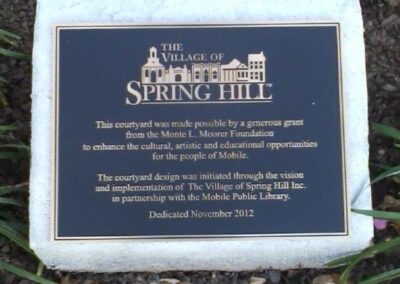 THE
VILLAGE OF
SPRING HILL
This courtyard was made possible by a generous grant
from the Monte L. Moorer Foundation
to enhance the cultural, artistic and educational opportunities
for the people of Mobile.
The courtyard design was initiated through the vision
and implementation of The Village of Spring Hill Inc.
in partnership with the Mobile Public Library.
Dedicated November 2012